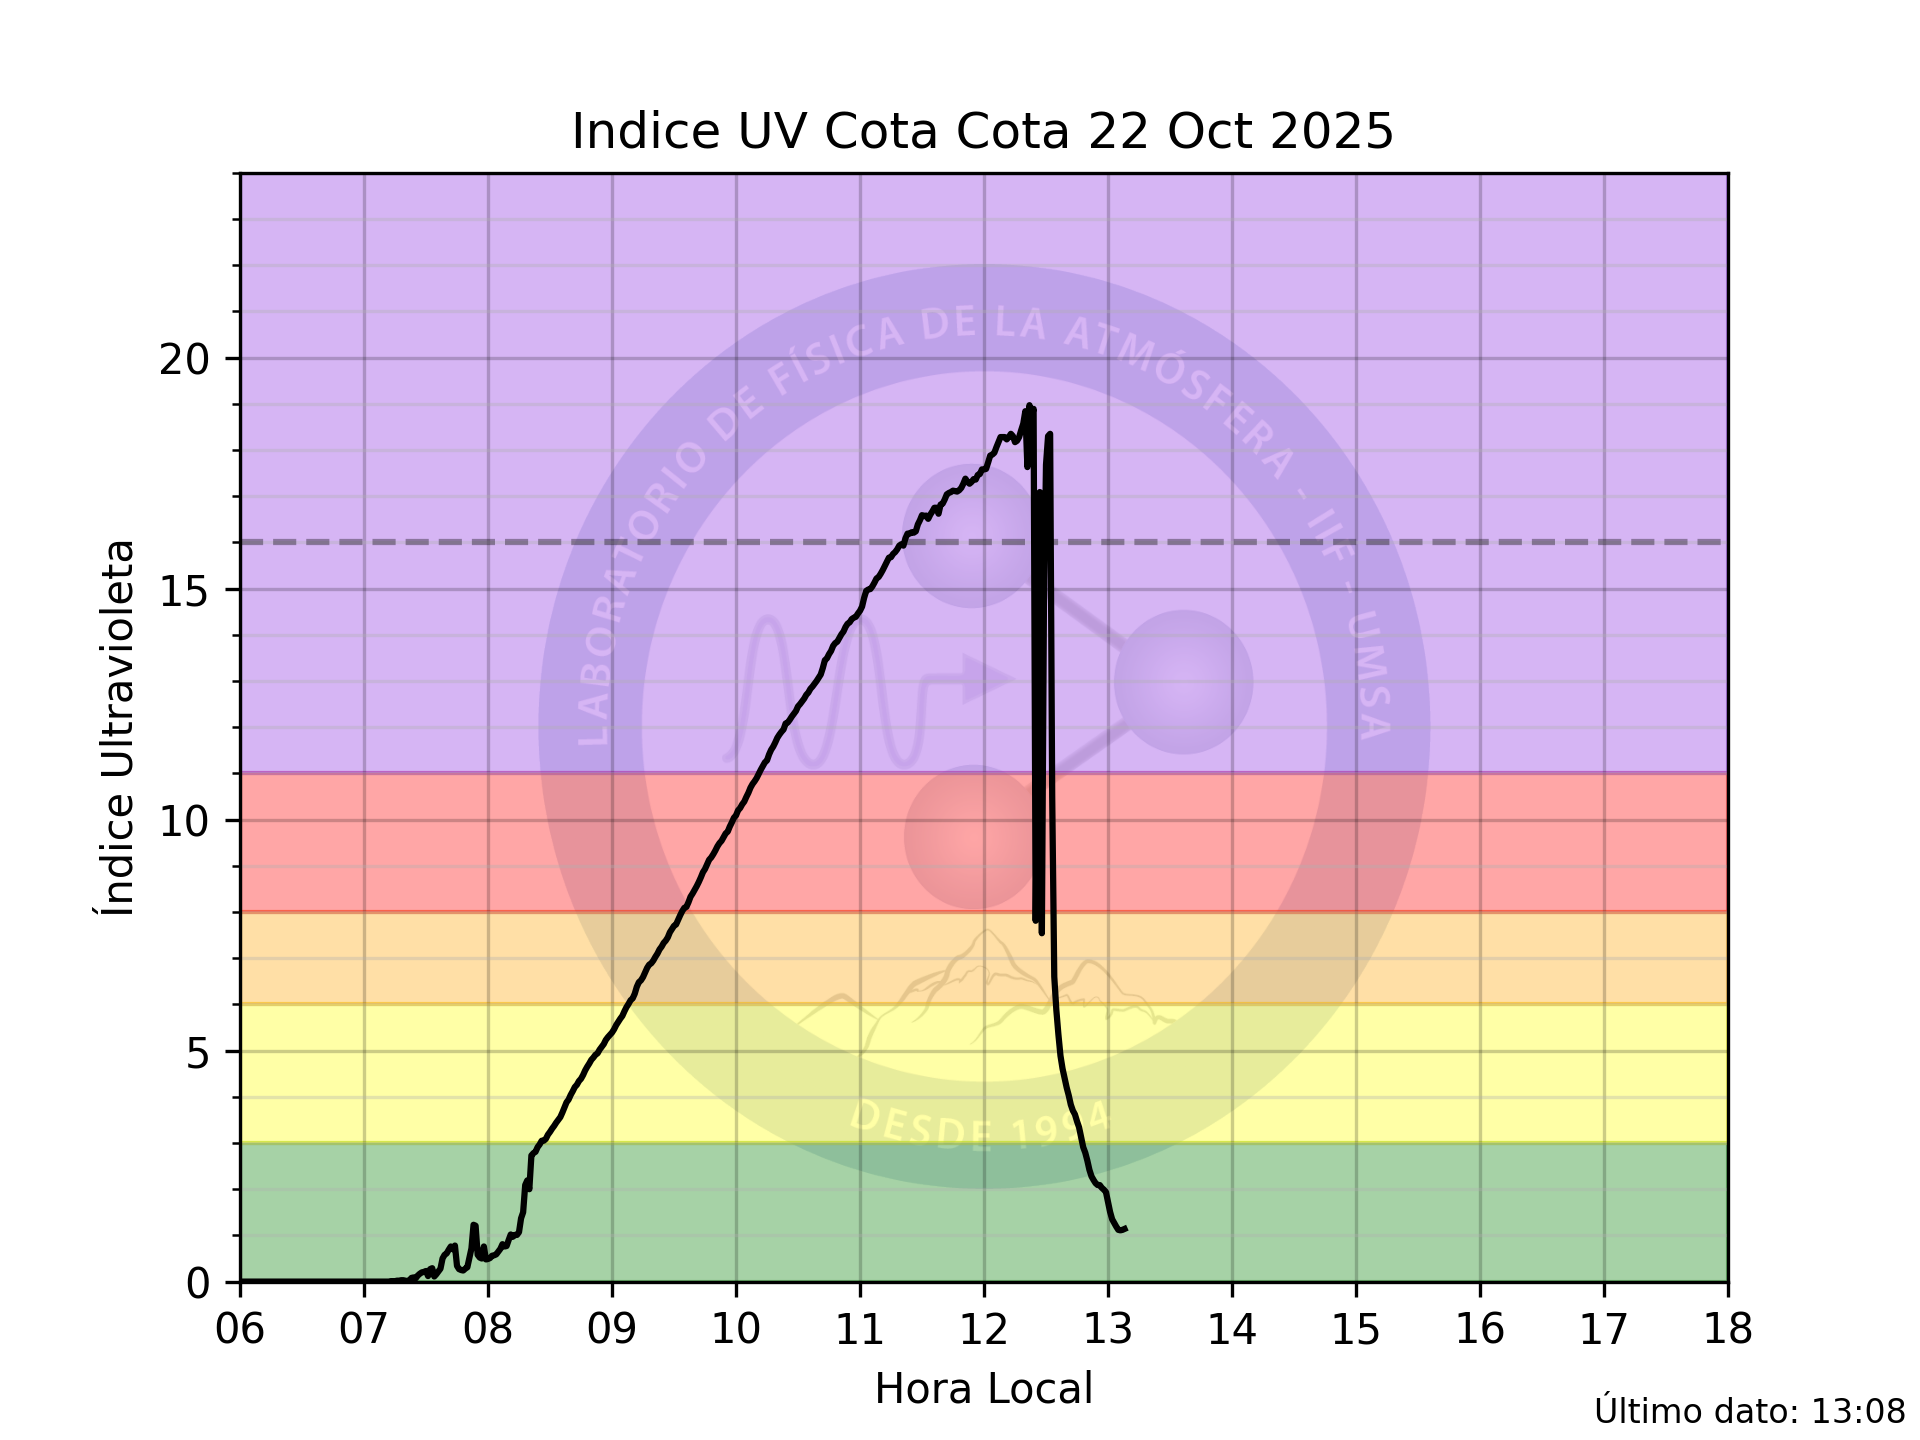 Indice UV Cota Cota 22 Oct 2025
Índice Ultravioleta
20
15
10
5
0
LABORATORIO DE FÍSICA DE LA ATMÓSFERA - IIF - UMSA
DESDE 1994
06 07 08 09 10 11 12 13 14 15 16 17 18
Hora Local
Último dato: 13:08